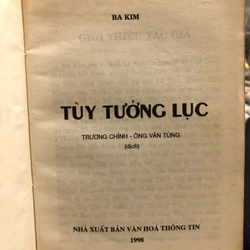 BA KIM
TÙY TƯỞNG LỤC
TRƯƠNG CHÍNH - ÔNG VĂN TÙNG
(dịch)
NHÀ XUẤT BẢN VĂN HOÁ THÔNG TIN
1998